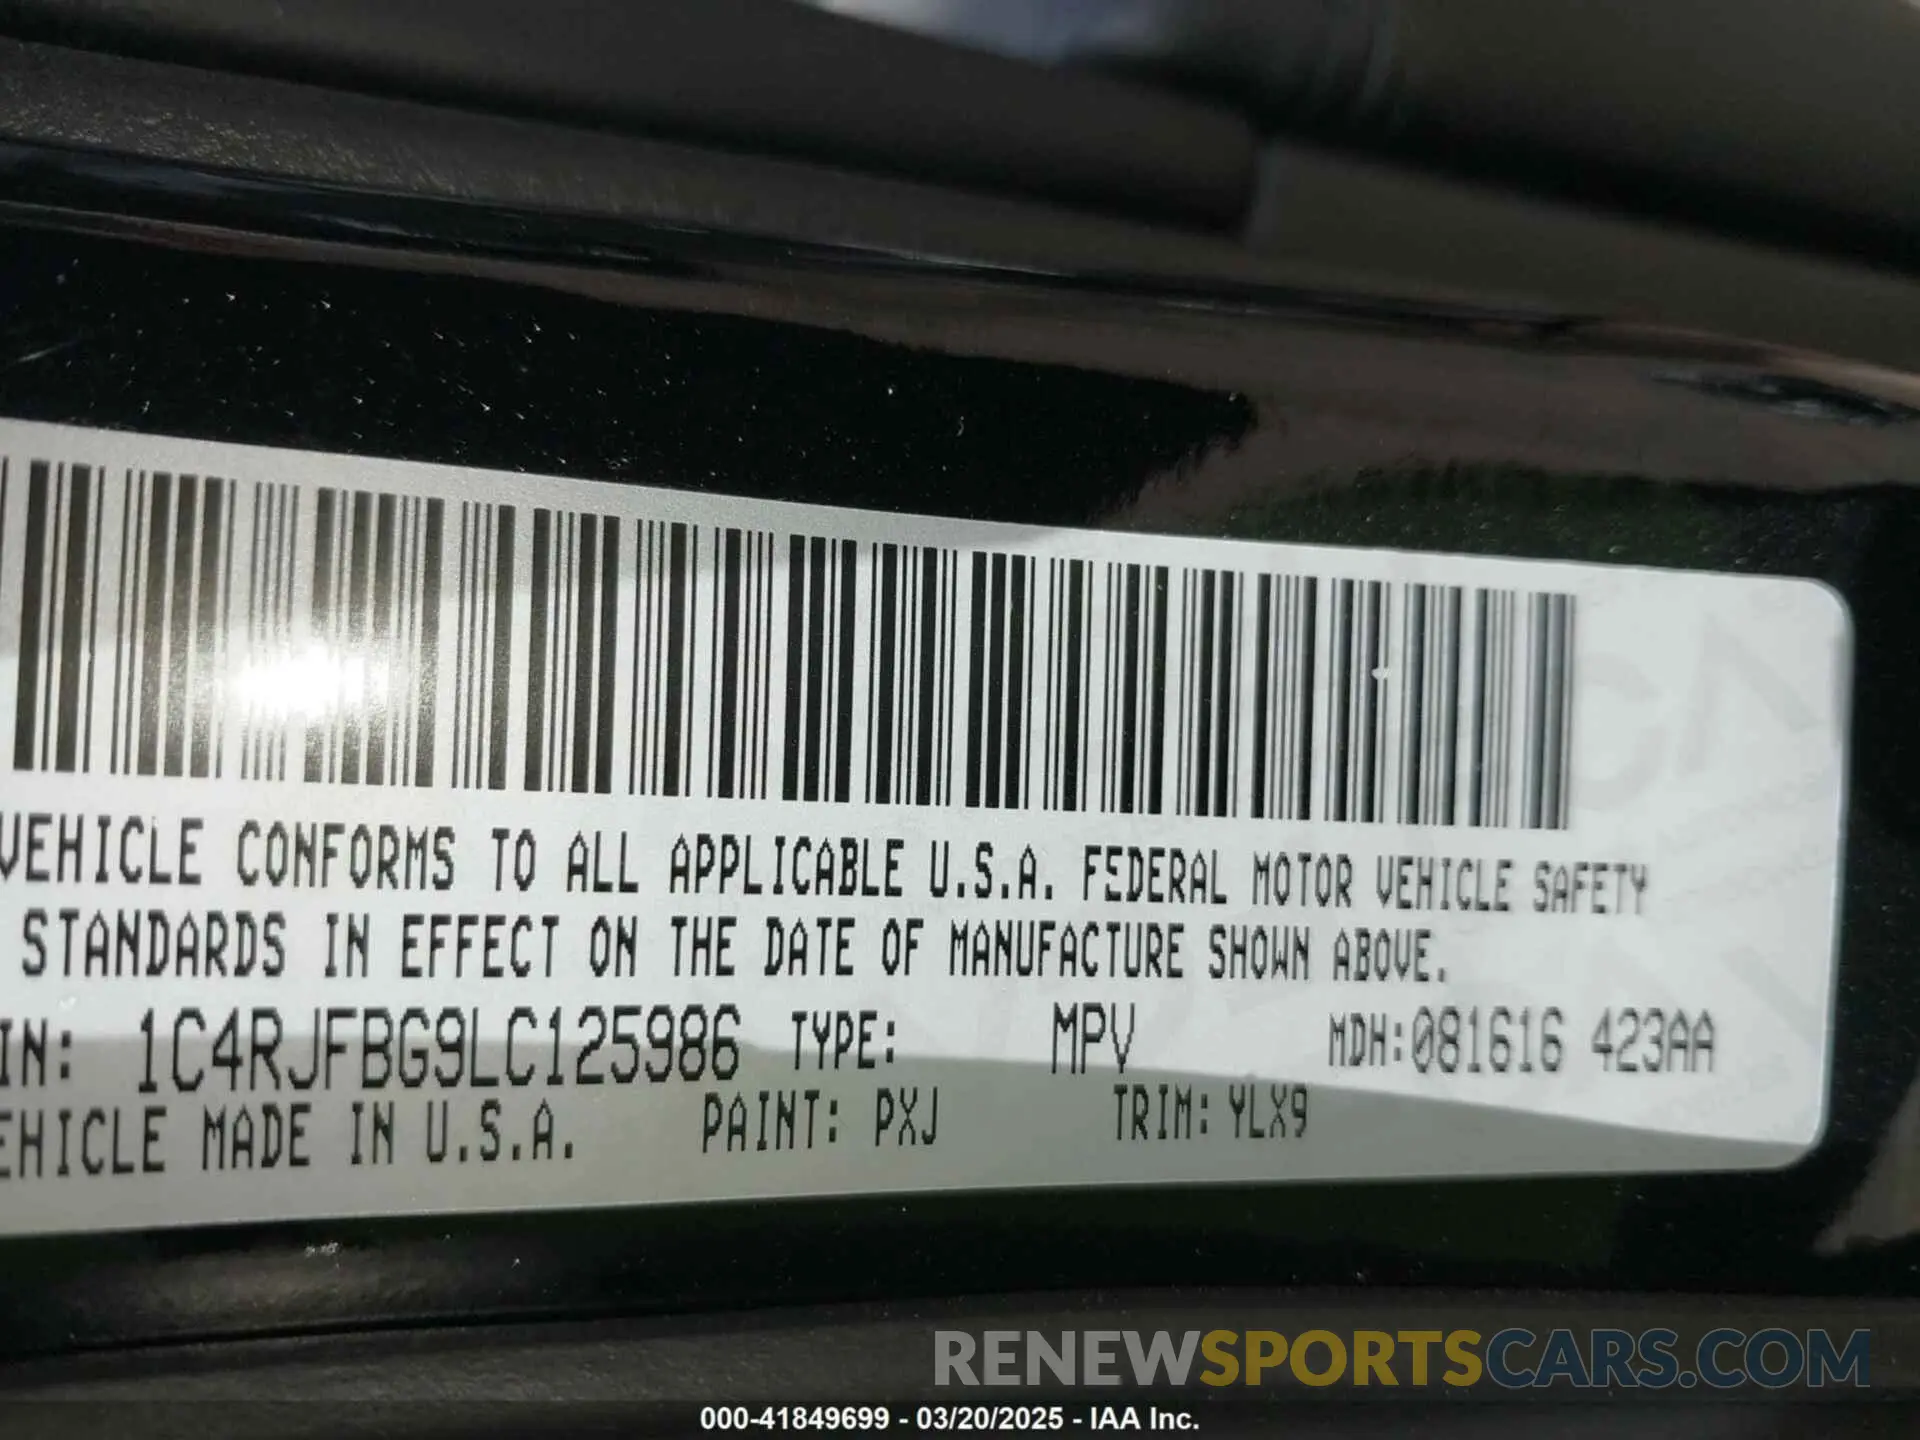 VEHICLE CONFORMS TO ALL APPLICABLE U.S.A. FEDERAL MOTOR VEHICLE SAFETY
STANDARDS IN EFFECT ON THE DATE OF MANUFACTURE SHOWN ABOVE.
IN: 1C4RJFBG9LC125986 TYPE: MPV MDH:081616 423AA
EHICLE MADE IN U.S.A. PAINT: PXJ TRIM: YLX9
RENEWSPORTSCARS.COM
000-41849699 - 03/20/2025 - IAA Inc.